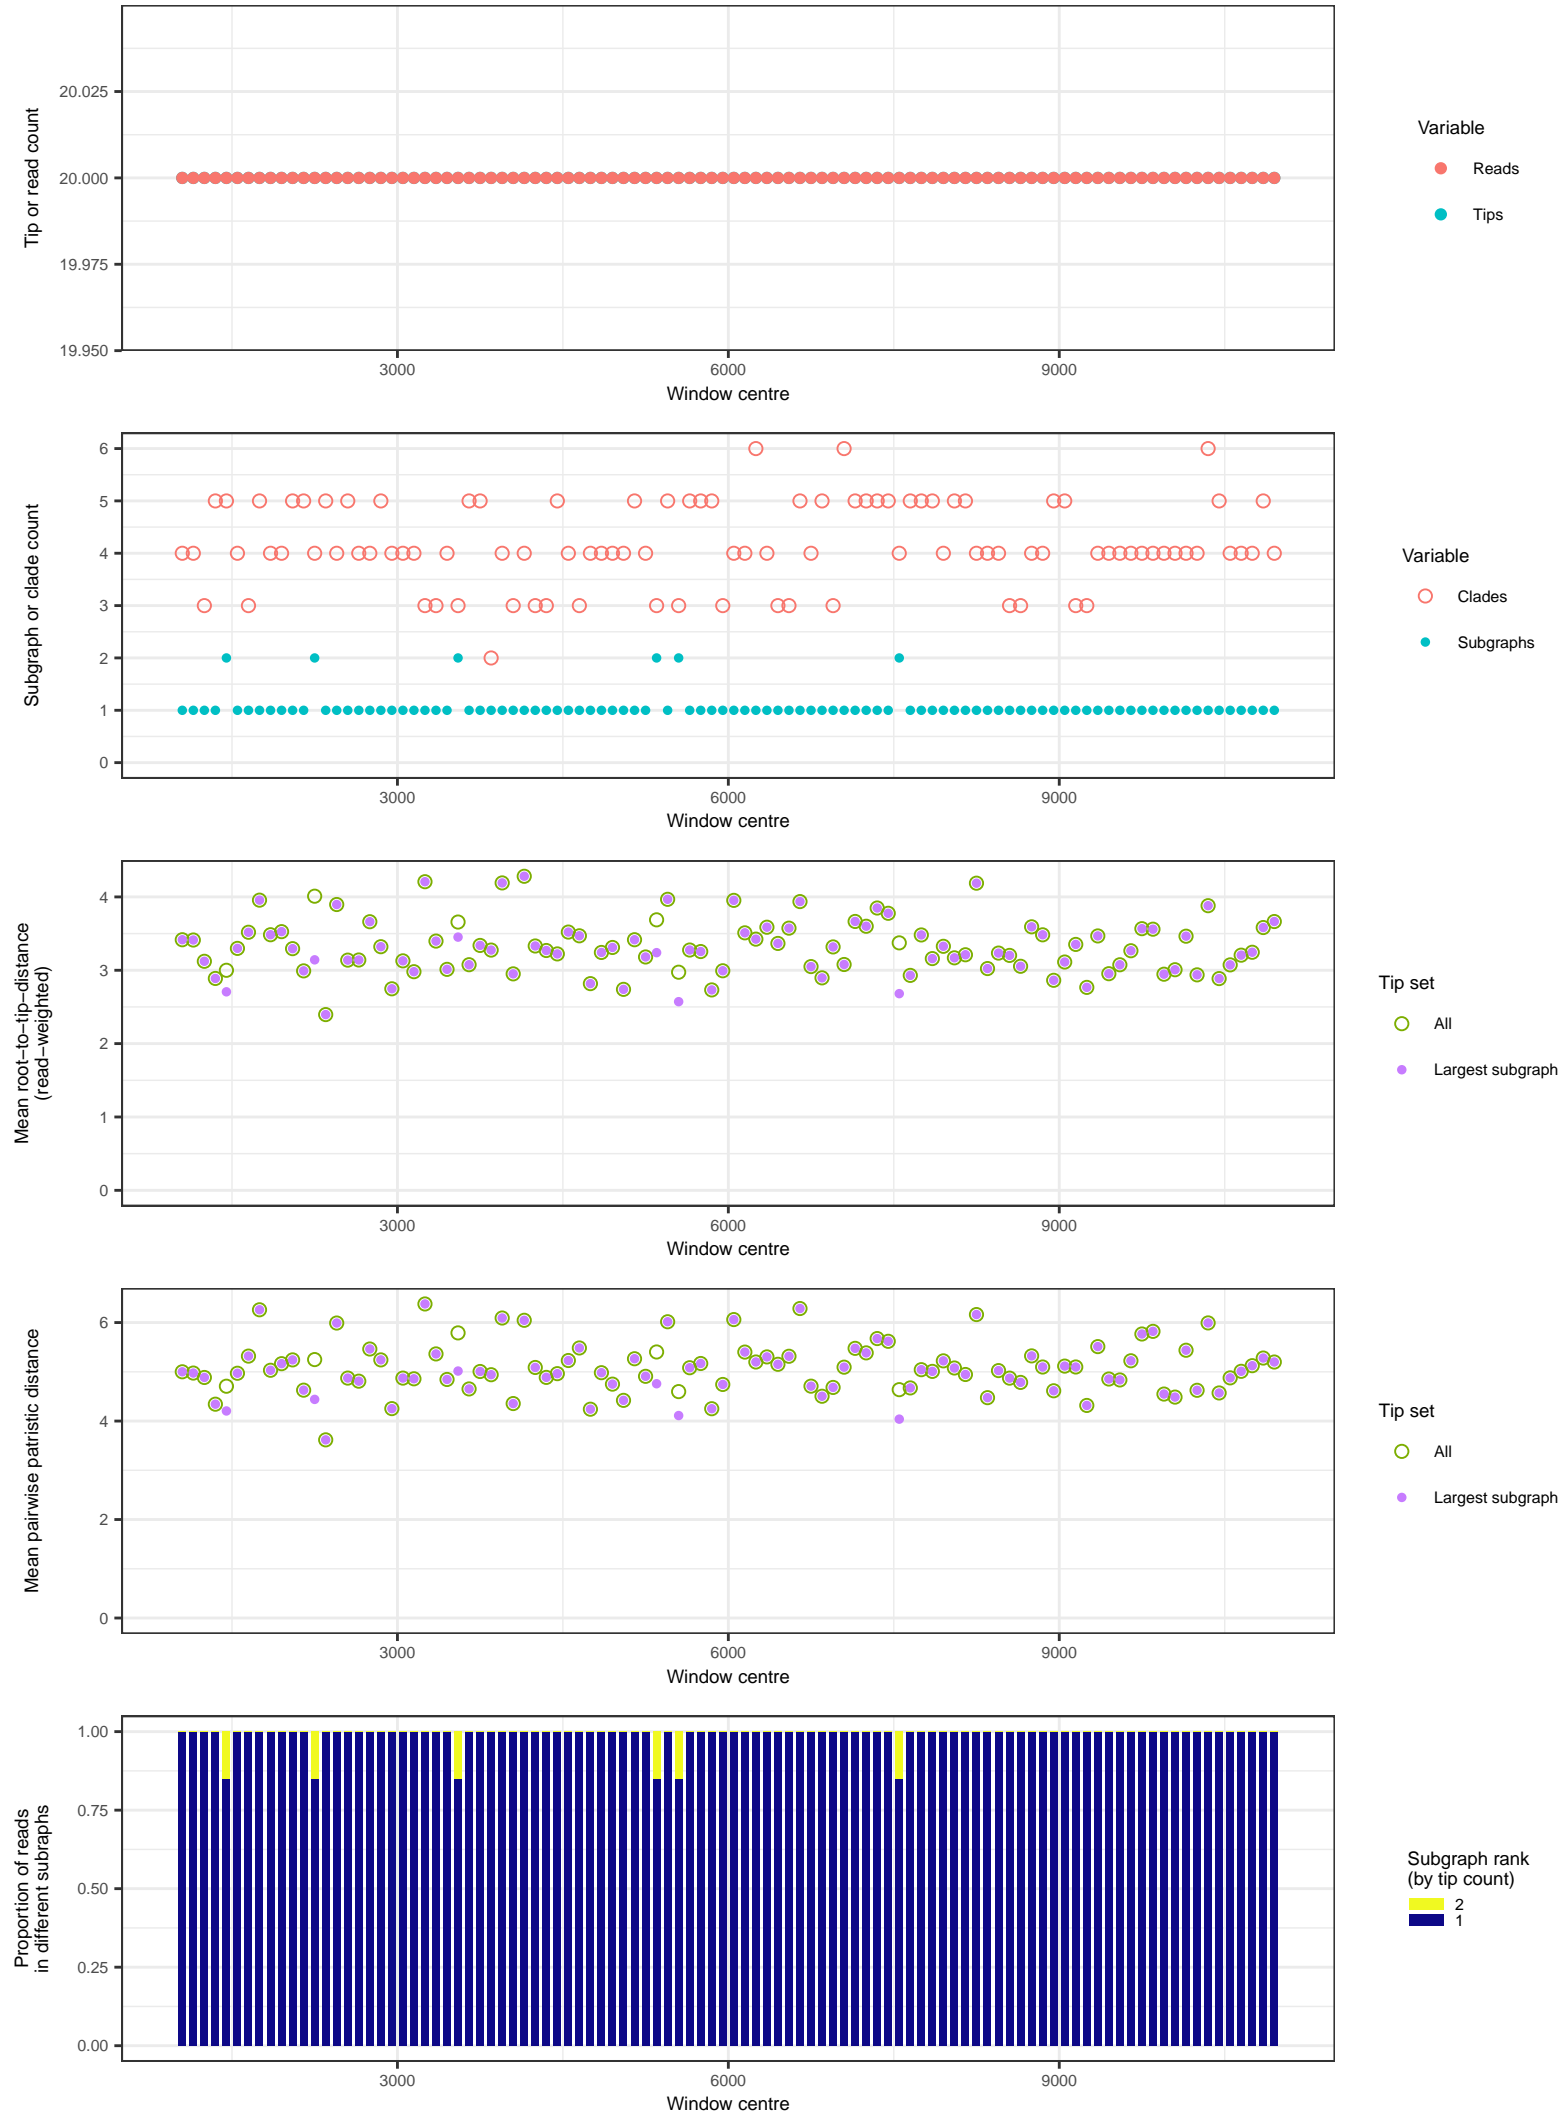 Tip or read count
20.025
20.000
19.975
19.950
3000
6000
9000
Window centre
Variable
Reads
Tips
Subgraph or clade count
6
5
4
3
2
1
0
3000
6000
9000
Window centre
Variable
Clades
Subgraphs
Mean root−to−tip−distance
(read−weighted)
4
3
2
1
0
3000
6000
9000
Window centre
Tip set
All
Largest subgraph
Mean pairwise patristic distance
6
4
2
0
3000
6000
9000
Window centre
Tip set
All
Largest subgraph
Proportion of reads
in different subraphs
1.00
0.75
0.50
0.25
0.00
3000
6000
9000
Window centre
Subgraph rank
(by tip count)
2
1